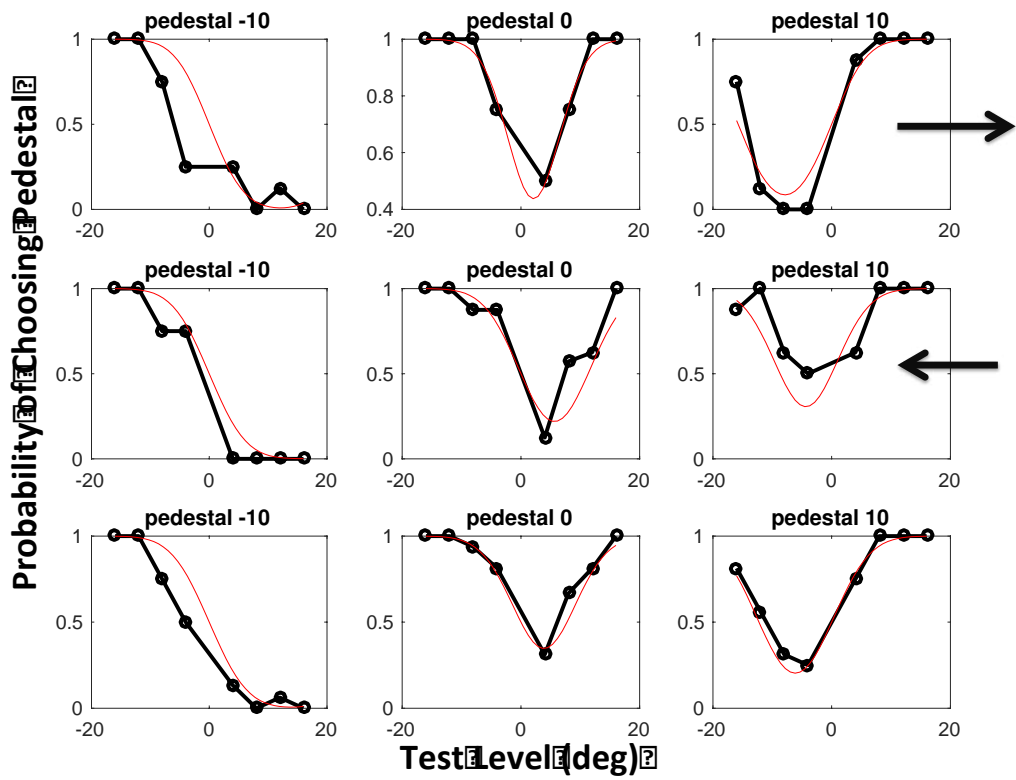 pedestal -10 pedestal 0 pedestal 10
1 1 1
0.8
0.5 0.5
0.6
0 0.4 0
-20 0 20 -20 0 20 -20 0 20
pedestal -10 pedestal 0 pedestal 10
1 1 1
0.5 0.5 0.5
0 0 0
-20 0 20 -20 0 20 -20 0 20
pedestal -10 pedestal 0 pedestal 10
1 1 1
0.5 0.5 0.5
0 0 0
-20 0 20 -20 0 20 -20 0 20
Probability⍰of⍰Choosing⍰Pedestal⍰
Test⍰Level⍰(deg)⍰